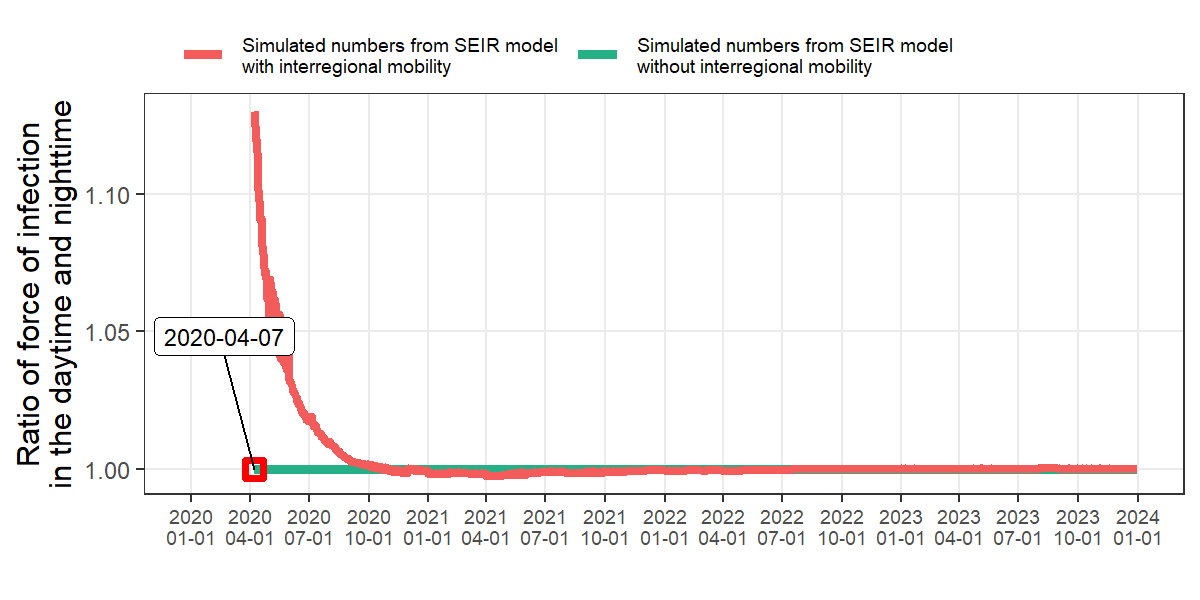 Simulated numbers from SEIR model
with interregional mobility
Simulated numbers from SEIR model
without interregional mobility
Ratio of force of infection
in the daytime and nighttime
1.10
1.05
1.00
2020-04-07
2020 2020 2020 2020 2021 2021 2021 2021 2022 2022 2022 2022 2023 2023 2023 2023 2024
01-01 04-01 07-01 10-01 01-01 04-01 07-01 10-01 01-01 04-01 07-01 10-01 01-01 04-01 07-01 10-01 01-01